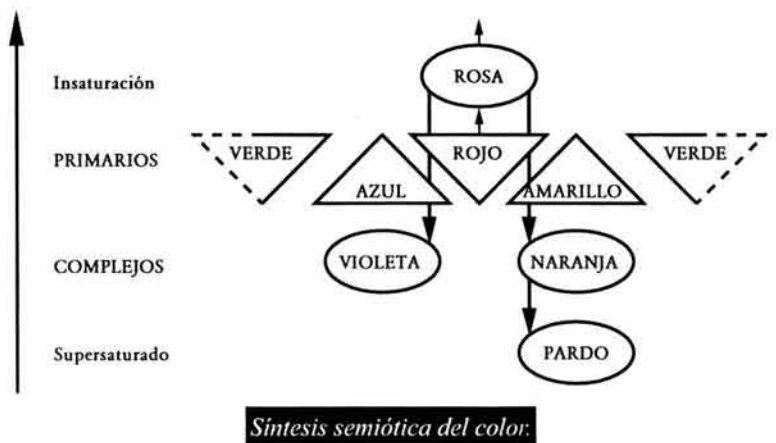 Insaturación
ROSA
PRIMARIOS
VERDE
ROJO
VERDE
AZUL
AMARILLO
COMPLEJOS
VIOLETA
NARANJA
Supersaturado
PARDO
Síntesis semiótica del color.